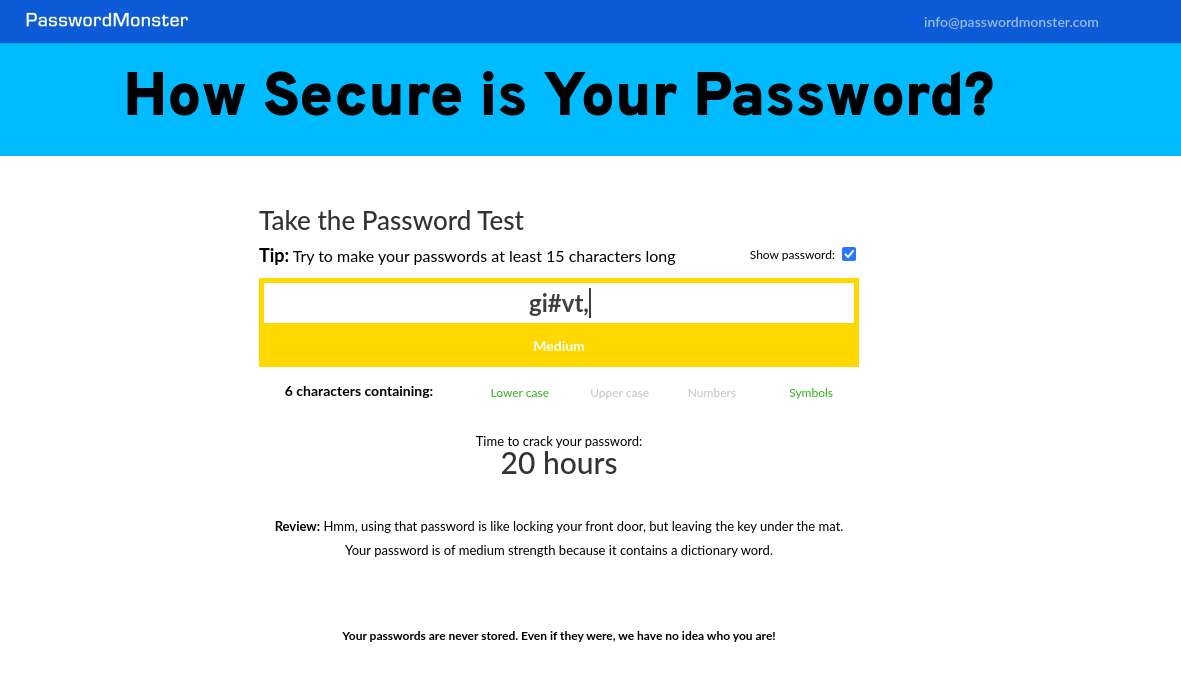 PasswordMonster
info@passwordmonster.com
How Secure is Your Password?
Take the Password Test
Tip: Try to make your passwords at least 15 characters long
Show password:
gi#vt,
Medium
6 characters containing:
Lower case
Upper case
Numbers
Symbols
Time to crack your password:
20 hours
Review: Hmm, using that password is like locking your front door, but leaving the key under the mat.
Your password is of medium strength because it contains a dictionary word.
Your passwords are never stored. Even if they were, we have no idea who you are!